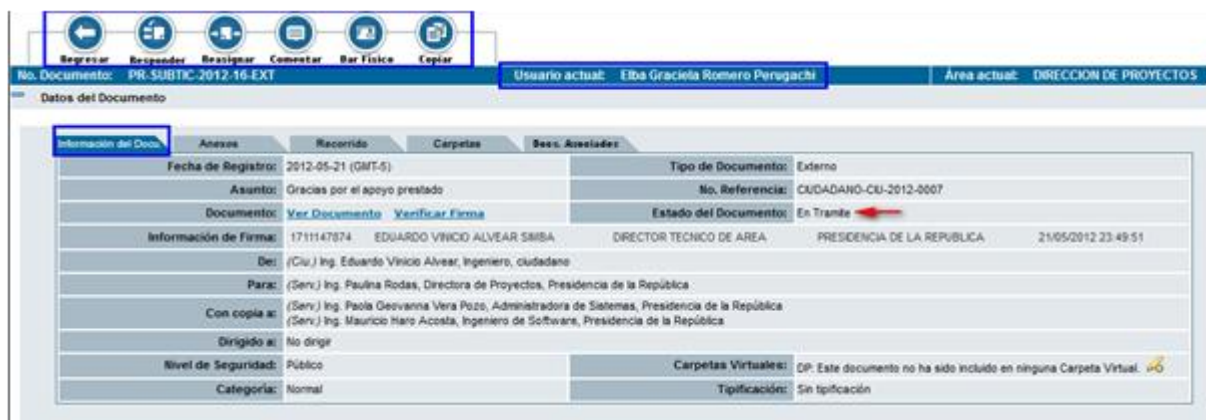 Regresar Responder Reasignar Comentar Dar Físico Copiar
No. Documento: PR-SUBTIC-2012-16-EXT Usuario actual: Elba Graciela Romero Perugachi Área actual: DIRECCION DE PROYECTOS
Datos del Documento
Información del Docu Anexos Recorrido Carpetas Docs. Asociados
Fecha de Registro: 2012-05-21 (GMT-5) Tipo de Documento: Externo
Asunto: Gracias por el apoyo prestado No. Referencia: CIUDADANO-CIU-2012-0007
Documento: Ver Documento Verificar Firma Estado del Documento: En Tramite
Información de Firma: 1711147874 EDUARDO VINICIO ALVEAR SIMBA DIRECTOR TECNICO DE AREA PRESIDENCIA DE LA REPUBLICA 21/05/2012 23:49:51
De: (Ciu.) Ing. Eduardo Vinicio Alvear, Ingeniero, ciudadano
Para: (Serv.) Ing. Paulina Rodas, Directora de Proyectos, Presidencia de la República
Con copia a: (Serv.) Ing. Paola Geovanna Vera Pozo, Administradora de Sistemas, Presidencia de la República
(Serv.) Ing. Mauricio Haro Acosta, Ingeniero de Software, Presidencia de la República
Dirigido a: No dirigir
Nivel de Seguridad: Público Carpetas Virtuales: DP: Este documento no ha sido incluido en ninguna Carpeta Virtual.
Categoría: Normal Tipificación: Sin tipificación